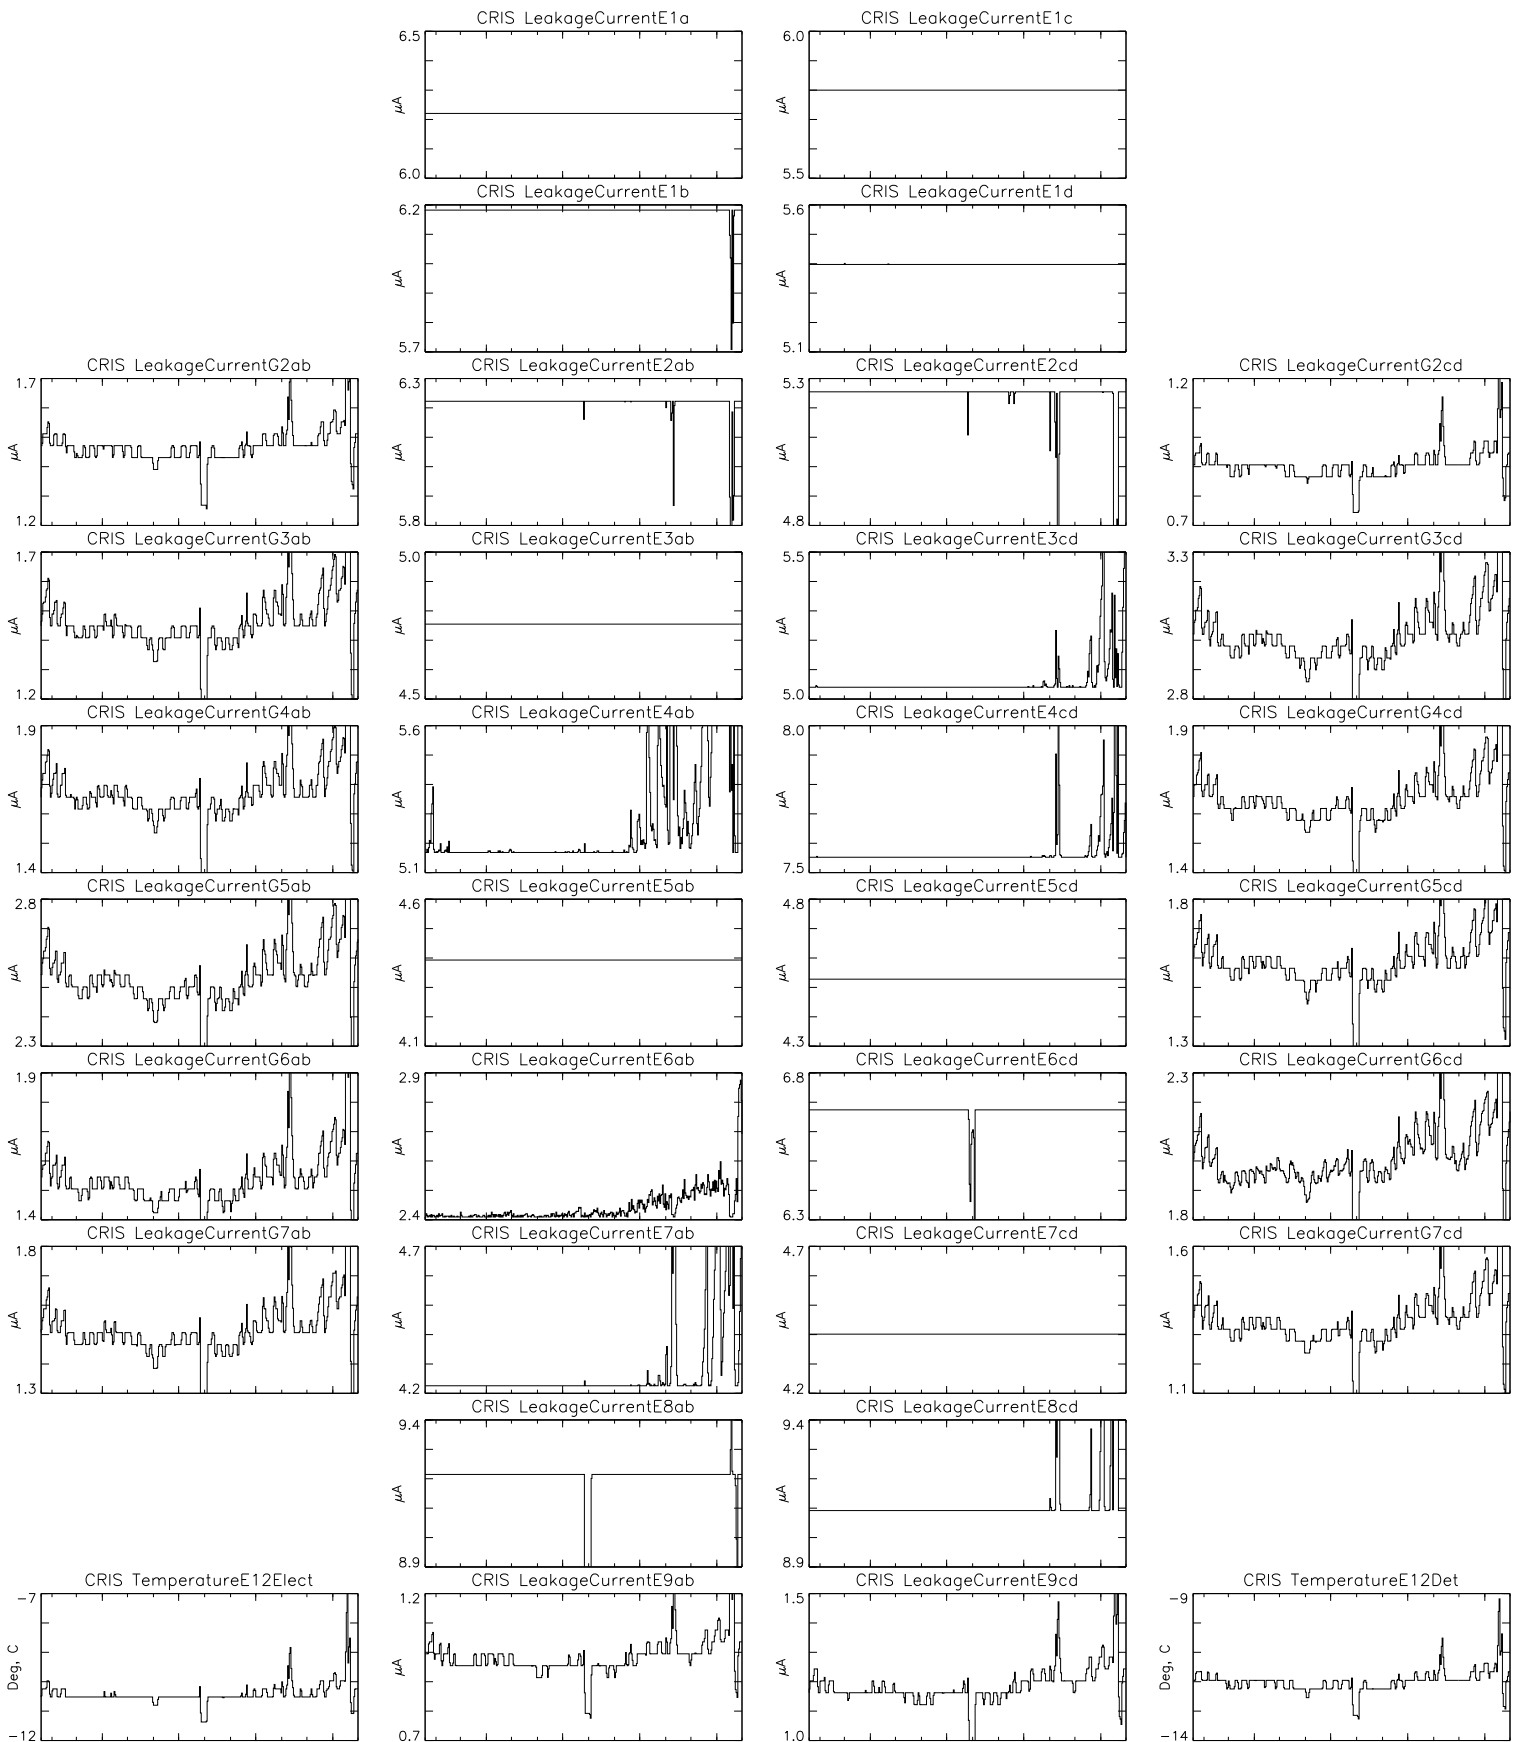 CRIS LeakageCurrentE1a
6.5
µA
6.0
CRIS LeakageCurrentE1c
6.0
µA
5.5
CRIS LeakageCurrentE1b
6.2
µA
5.7
CRIS LeakageCurrentE1d
5.6
µA
5.1
CRIS LeakageCurrentG2ab
1.7
µA
1.2
CRIS LeakageCurrentE2ab
6.3
µA
5.8
CRIS LeakageCurrentE2cd
5.3
µA
4.8
CRIS LeakageCurrentG2cd
1.2
µA
0.7
CRIS LeakageCurrentG3ab
1.7
µA
1.2
CRIS LeakageCurrentE3ab
5.0
µA
4.5
CRIS LeakageCurrentE3cd
5.5
µA
5.0
CRIS LeakageCurrentG3cd
3.3
µA
2.8
CRIS LeakageCurrentG4ab
1.9
µA
1.4
CRIS LeakageCurrentE4ab
5.6
µA
5.1
CRIS LeakageCurrentE4cd
8.0
µA
7.5
CRIS LeakageCurrentG4cd
1.9
µA
1.4
CRIS LeakageCurrentG5ab
2.8
µA
2.3
CRIS LeakageCurrentE5ab
4.6
µA
4.1
CRIS LeakageCurrentE5cd
4.8
µA
4.3
CRIS LeakageCurrentG5cd
1.8
µA
1.3
CRIS LeakageCurrentG6ab
1.9
µA
1.4
CRIS LeakageCurrentE6ab
2.9
µA
2.4
CRIS LeakageCurrentE6cd
6.8
µA
6.3
CRIS LeakageCurrentG6cd
2.3
µA
1.8
CRIS LeakageCurrentG7ab
1.8
µA
1.3
CRIS LeakageCurrentE7ab
4.7
µA
4.2
CRIS LeakageCurrentE7cd
4.7
µA
4.2
CRIS LeakageCurrentG7cd
1.6
µA
1.1
CRIS LeakageCurrentE8ab
9.4
µA
8.9
CRIS LeakageCurrentE8cd
9.4
µA
8.9
CRIS TemperatureE12Elect
-7
Deg, C
-12
CRIS LeakageCurrentE9ab
1.2
µA
0.7
CRIS LeakageCurrentE9cd
1.5
µA
1.0
CRIS TemperatureE12Det
-9
Deg, C
-14